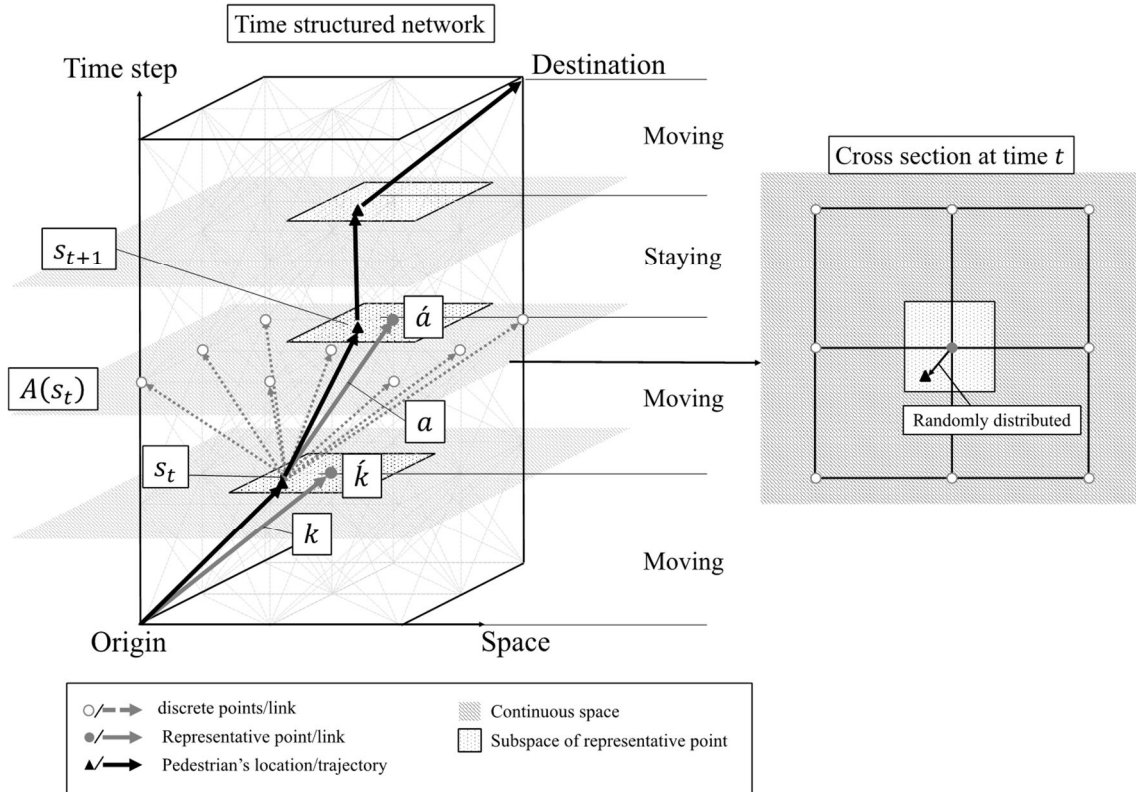 Time structured network
Time step
Destination
Moving
Cross section at time t
s_{t+1}
Staying
á
A(s_t)
Moving
a
Randomly distributed
s_t
ḱ
k
Moving
Origin
Space
discrete points/link
Representative point/link
Pedestrian's location/trajectory
Continuous space
Subspace of representative point